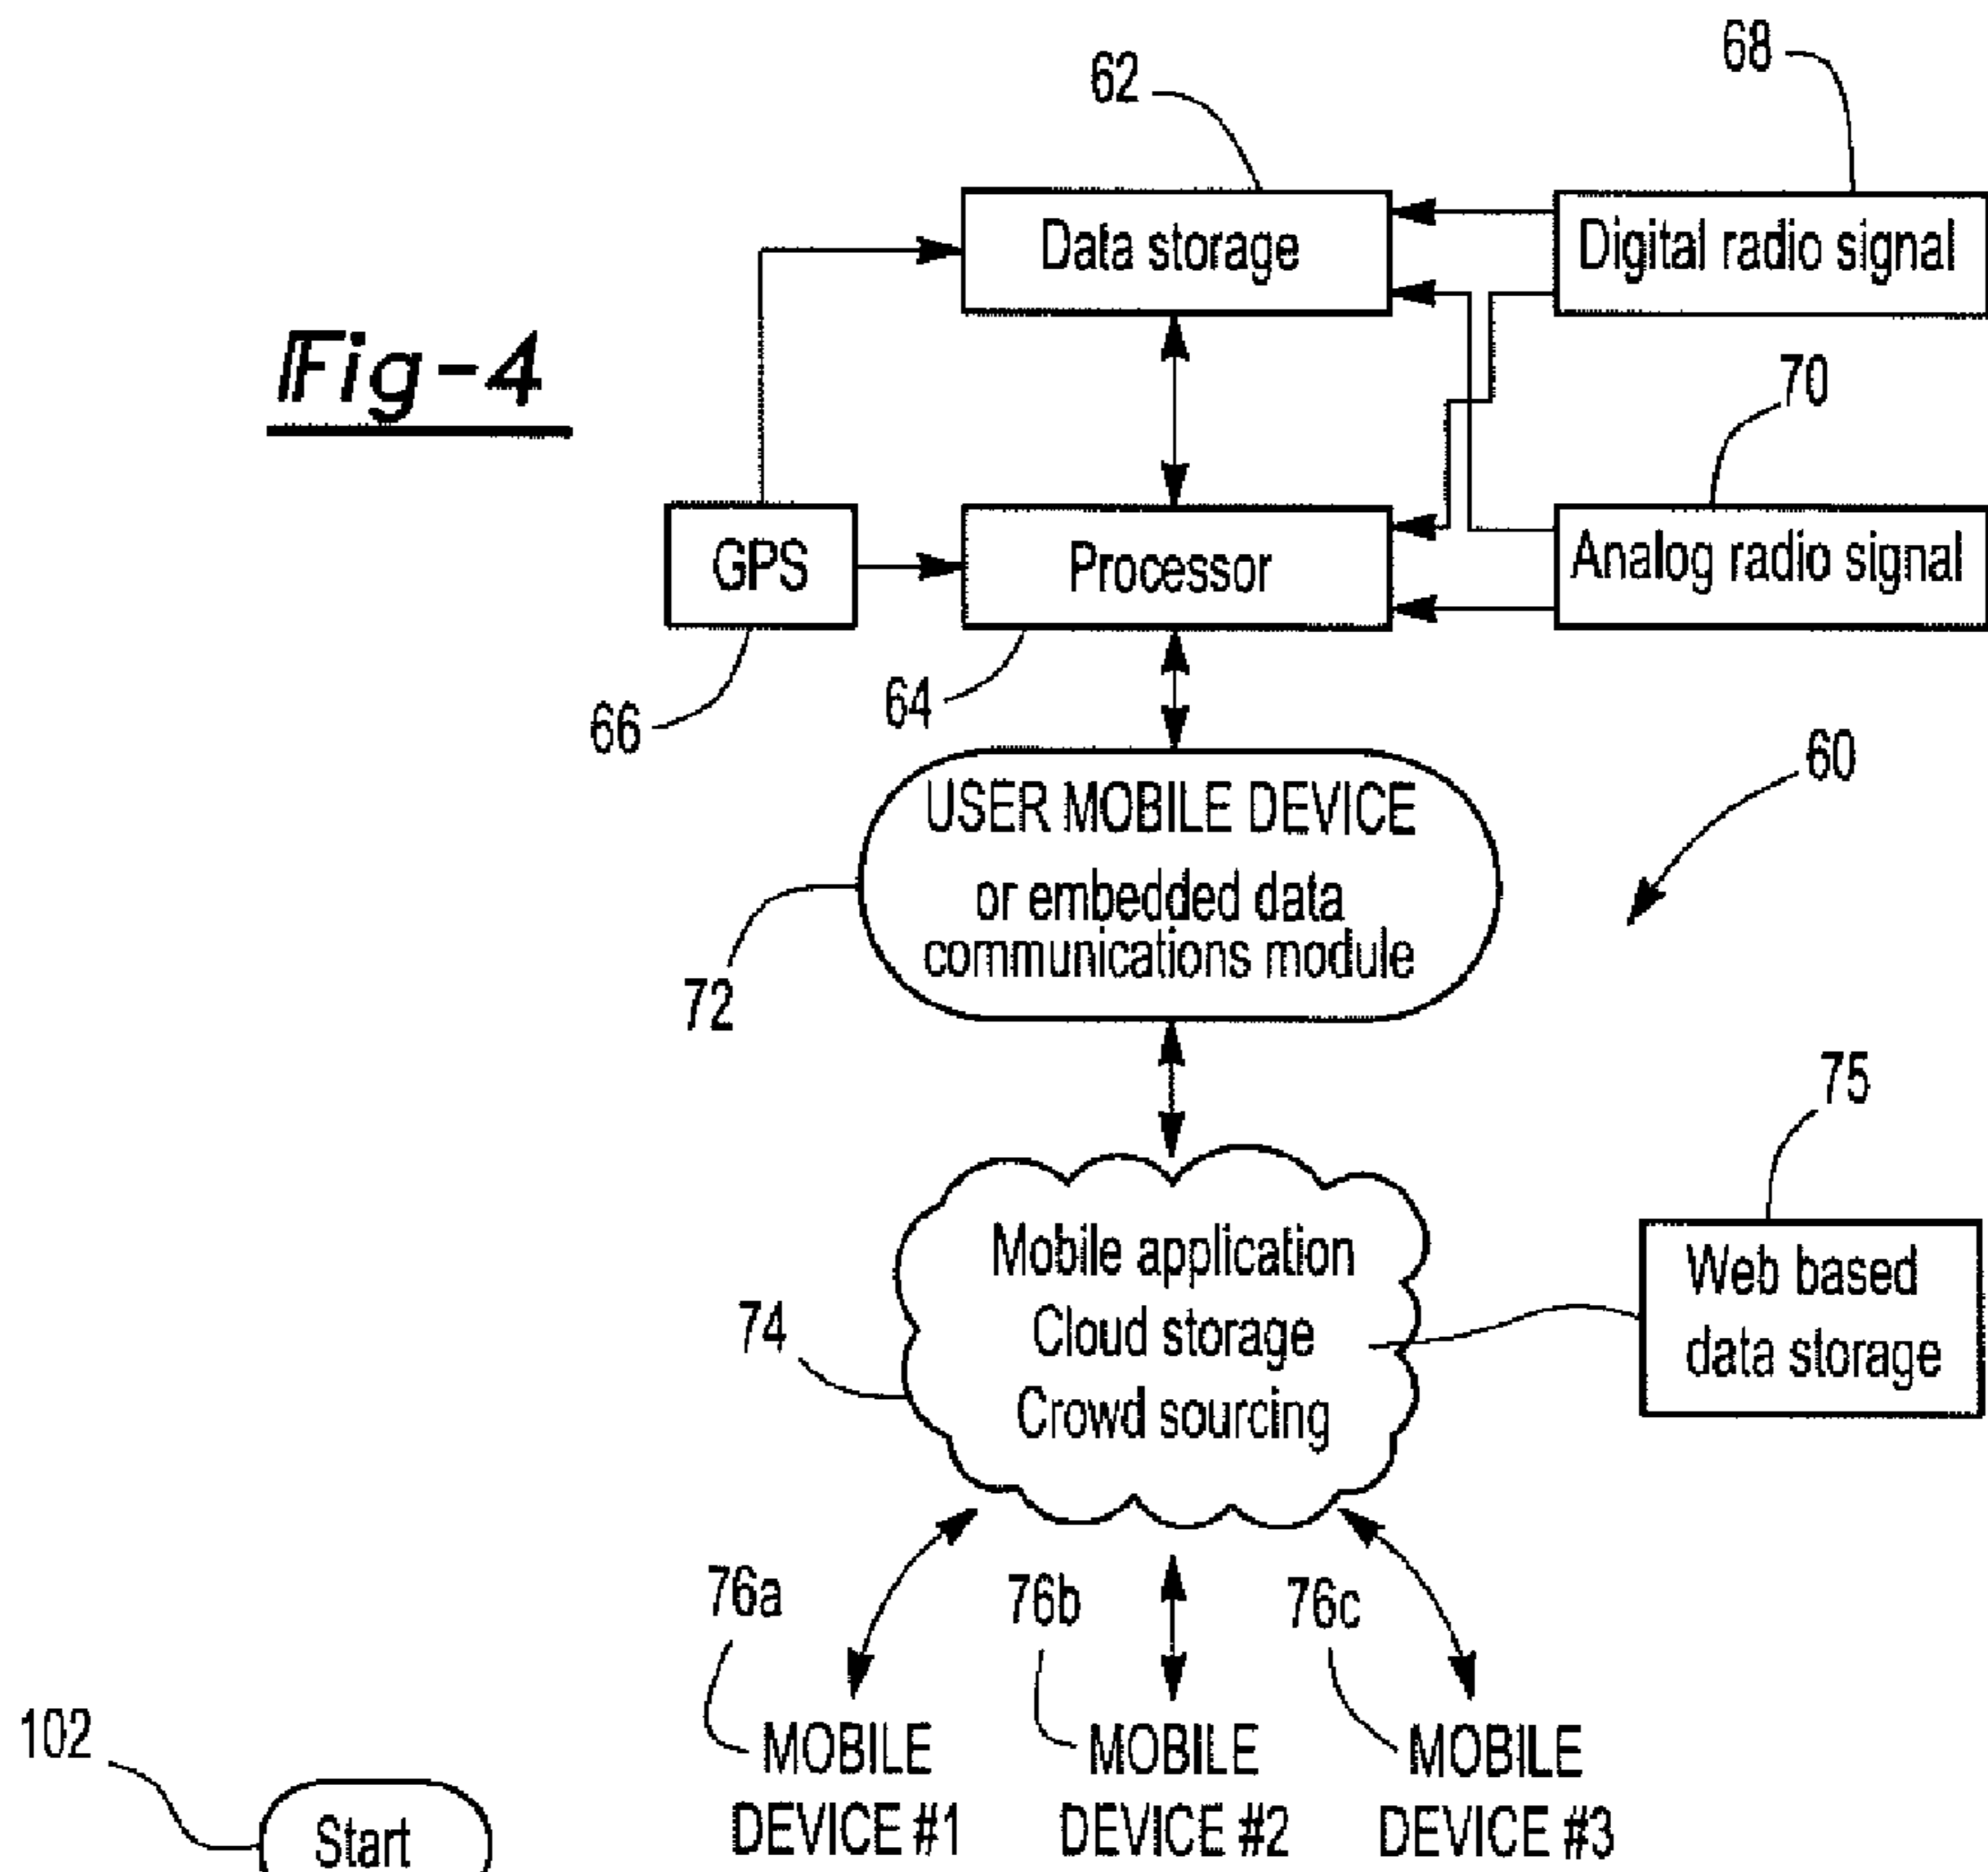 68
62
Data storage
Digital radio signal
Fig-4
70
GPS
Processor
Analog radio signal
66
64
60
USER MOBILE DEVICE
or embedded data
communications module
72
75
Mobile application
Cloud storage
Crowd sourcing
Web based
data storage
74
76a
76b
76c
102
MOBILE
DEVICE #1
MOBILE
DEVICE #2
MOBILE
DEVICE #3
Start